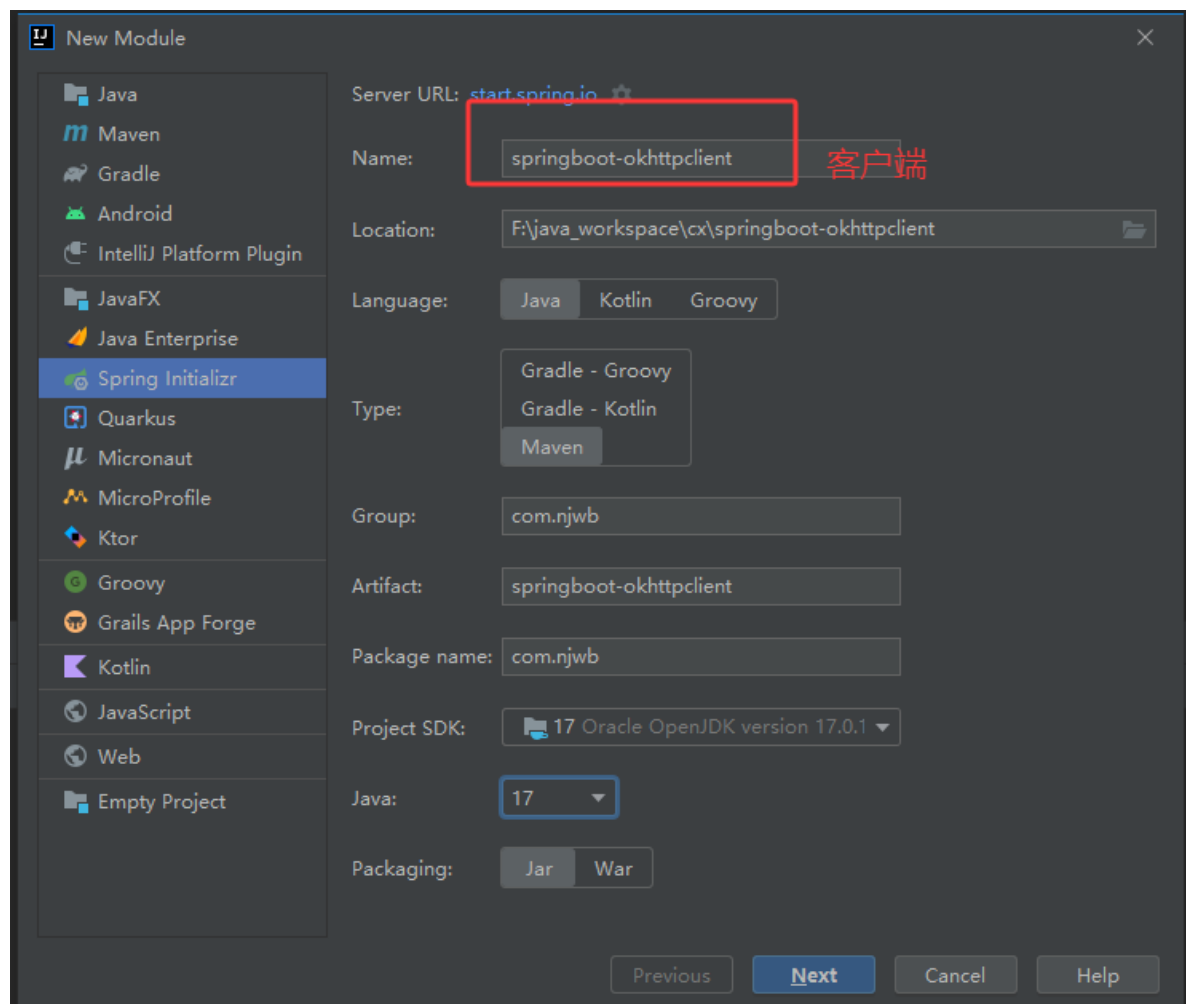 New Module
Java
Maven
Gradle
Android
IntelliJ Platform Plugin
JavaFX
Java Enterprise
Spring Initializr
Quarkus
Micronaut
MicroProfile
Ktor
Groovy
Grails App Forge
Kotlin
JavaScript
Web
Empty Project
Server URL: start.spring.io
Name: springboot-okhttpclient 客户端
Location: F:\java_workspace\cx\springboot-okhttpclient
Language: Java Kotlin Groovy
Type:
Gradle - Groovy
Gradle - Kotlin
Maven
Group: com.njwb
Artifact: springboot-okhttpclient
Package name: com.njwb
Project SDK: 17 Oracle OpenJDK version 17.0.1
Java: 17
Packaging: Jar War
Previous Next Cancel Help